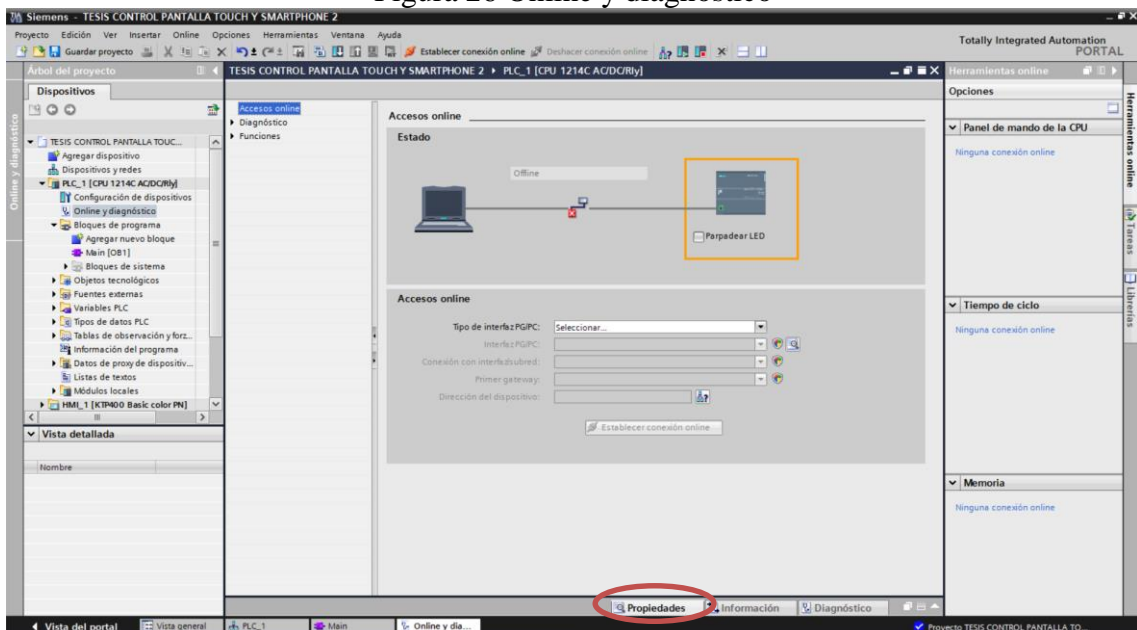 Figura 26 Online y diagnóstico
Siemens - TESIS CONTROL PANTALLA TOUCH Y SMARTPHONE 2
Proyecto Edición Ver Insertar Online Opciones Herramientas Ventana Ayuda
Totally Integrated Automation
PORTAL
Guardar proyecto
Establecer conexión online
Deshacer conexión online
Árbol del proyecto
TESIS CONTROL PANTALLA TOUCH Y SMARTPHONE 2 PLC_1 [CPU 1214C AC/DC/Rly]
Herramientas online
Dispositivos
Opciones
Online y diagnóstico
TESIS CONTROL PANTALLA TOUC...
Agregar dispositivo
Dispositivos y redes
PLC_1 [CPU 1214C AC/DC/Rly]
Configuración de dispositivos
Online y diagnóstico
Bloques de programa
Agregar nuevo bloque
Main [OB1]
Bloques de sistema
Objetos tecnológicos
Fuentes externas
Variables PLC
Tipos de datos PLC
Tablas de observación y forz...
Información del programa
Datos de proxy de dispositiv...
Listas de textos
Módulos locales
HMI_1 [KTP400 Basic color PN]
Vista detallada
Nombre
Accesos online
Diagnóstico
Funciones
Accesos online
Estado
Offline
Parpadear LED
Accesos online
Tipo de interfaz PG/PC: Seleccionar...
Interfaz PG/PC:
Conexión con interfaz/subred:
Primer gateway:
Dirección del dispositivo:
Establecer conexión online
Panel de mando de la CPU
Ninguna conexión online
Tiempo de ciclo
Ninguna conexión online
Memoria
Ninguna conexión online
Herramientas online
Tareas
Librerías
Propiedades Información Diagnóstico
Vista del portal Vista general PLC_1 Main Online y dia...
Proyecto TESIS CONTROL PANTALLA TO...